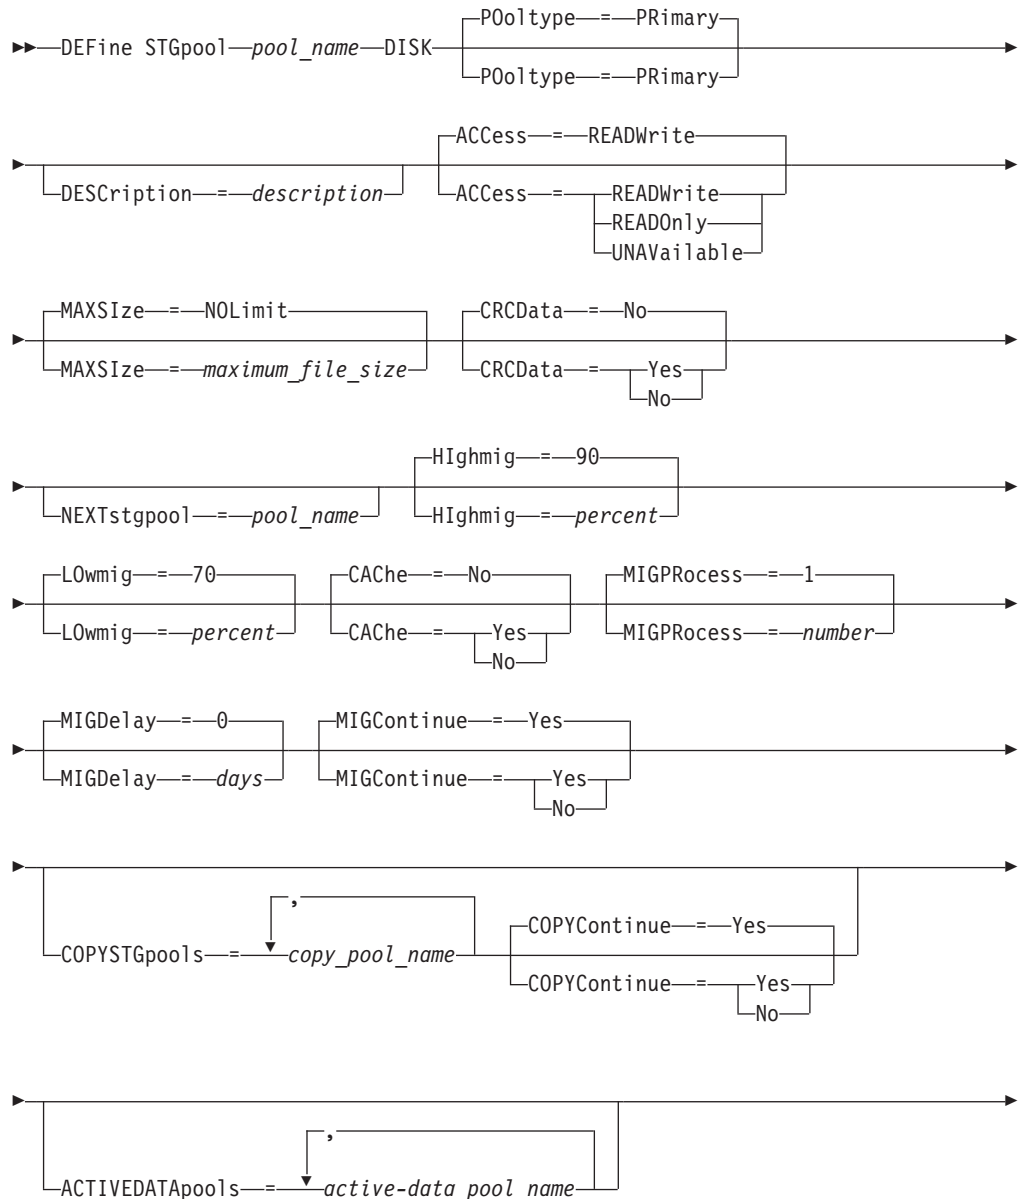 POoltype = PRimary
DEFine STGpool pool_name DISK
POoltype = PRimary
ACCess = READWrite
DESCription = description
ACCess = READWrite
READOnly
UNAVailable
MAXSIze = NOLimit
CRCData = No
MAXSIze = maximum_file_size
CRCData = Yes
No
HIghmig = 90
NEXTstgpool = pool_name
HIghmig = percent
LOwmig = 70
CAChe = No
MIGPRocess = 1
LOwmig = percent
CAChe = Yes
No
MIGPRocess = number
MIGDelay = 0
MIGContinue = Yes
MIGDelay = days
MIGContinue = Yes
No
,
COPYContinue = Yes
COPYSTGpools = copy_pool_name
COPYContinue = Yes
No
,
ACTIVEDATApools = active-data_pool_name